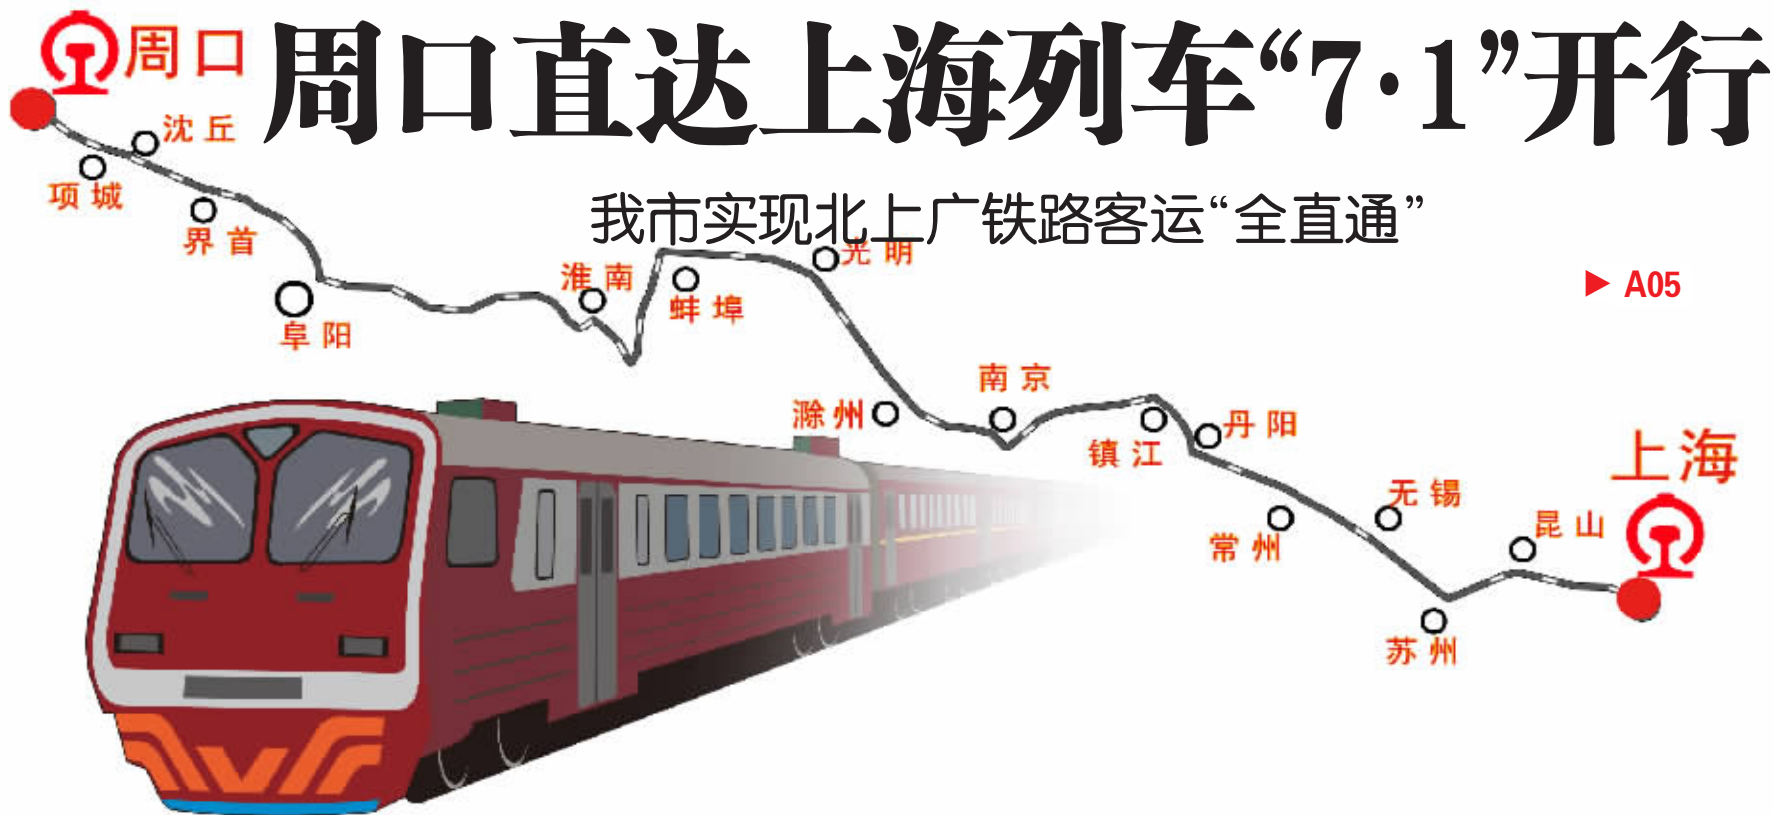 周口
周口直达上海列车“7·1”开行
沈丘
项城
我市实现北上广铁路客运“全直通”
界首
光明
淮南
蚌埠
▶ A05
阜阳
南京
滁州
丹阳
镇江
上海
无锡
昆山
常州
苏州